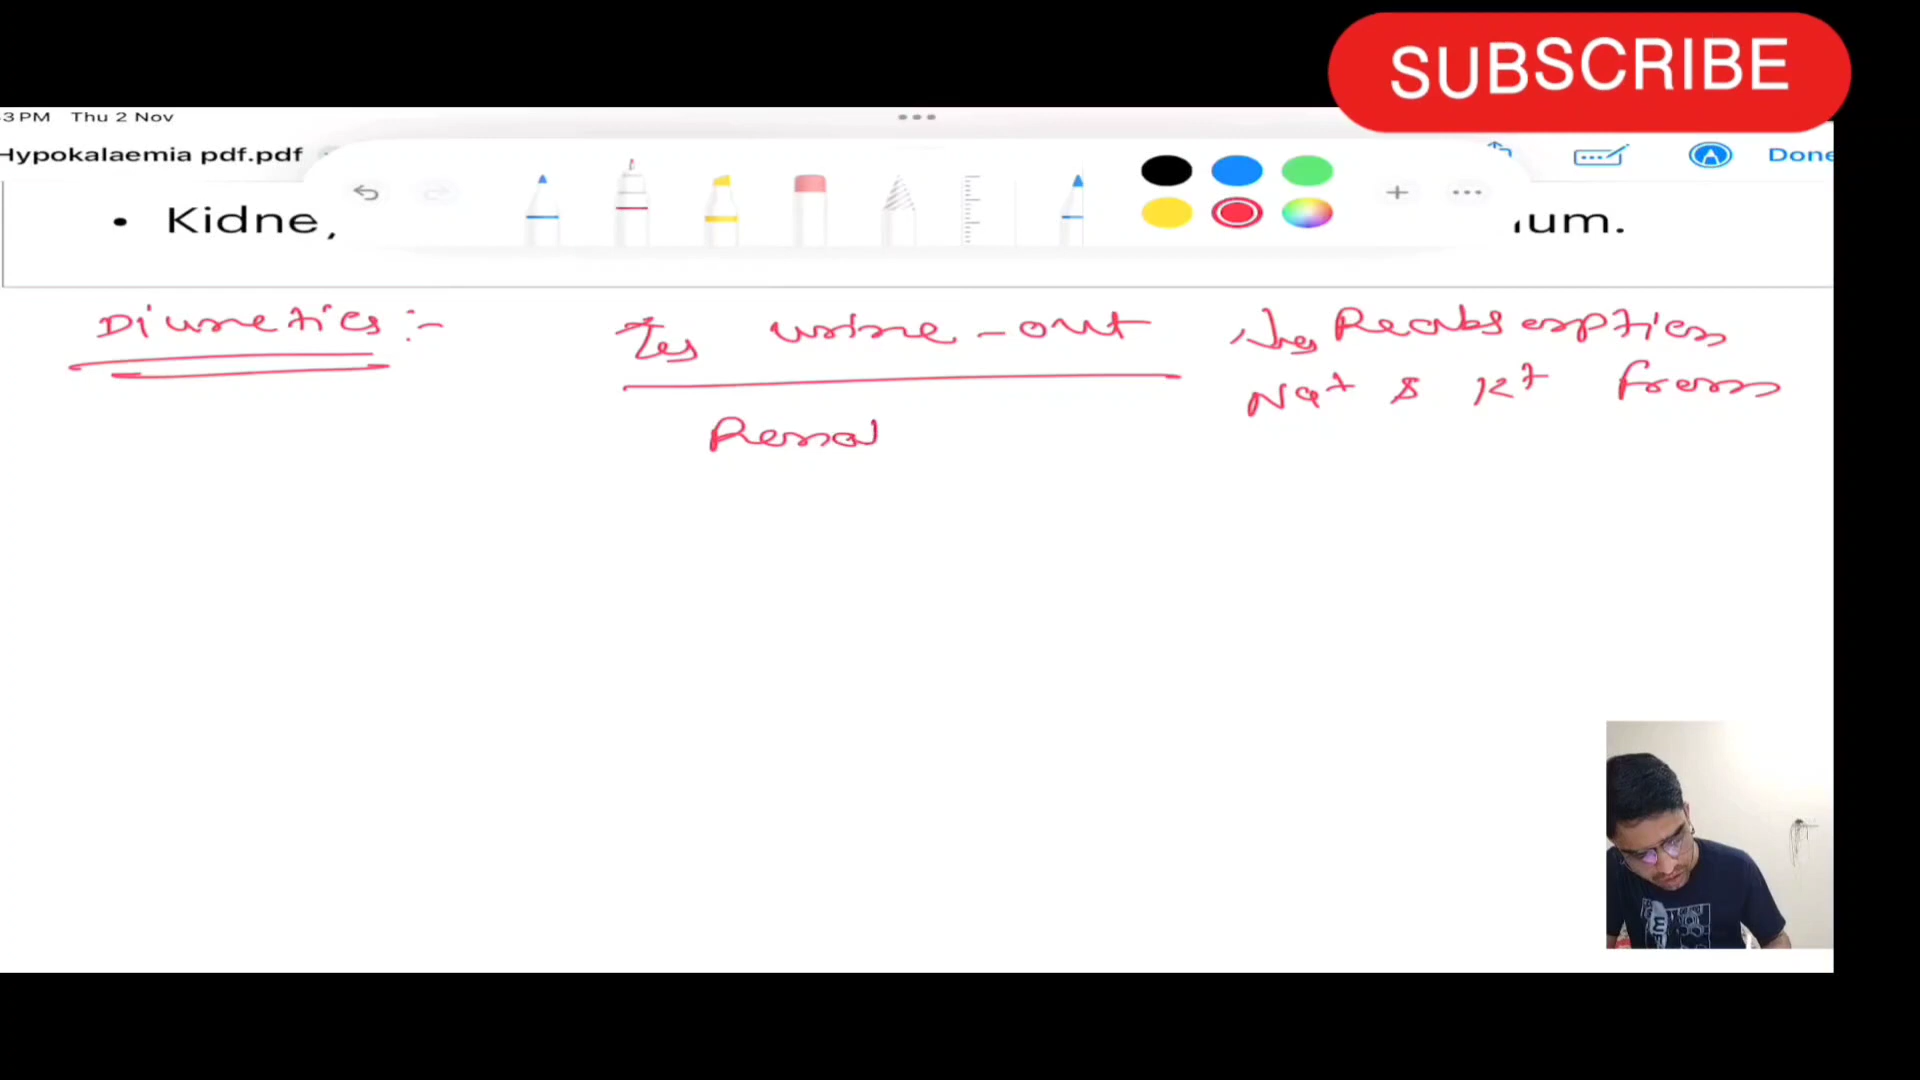 SUBSCRIBE
3 PM Thu 2 Nov
Hypokalaemia pdf.pdf
Done
• Kidne
um.
Diuretics :- ↑es urine - out ↓es Reabsorption
Na+ & K+ from
Renal